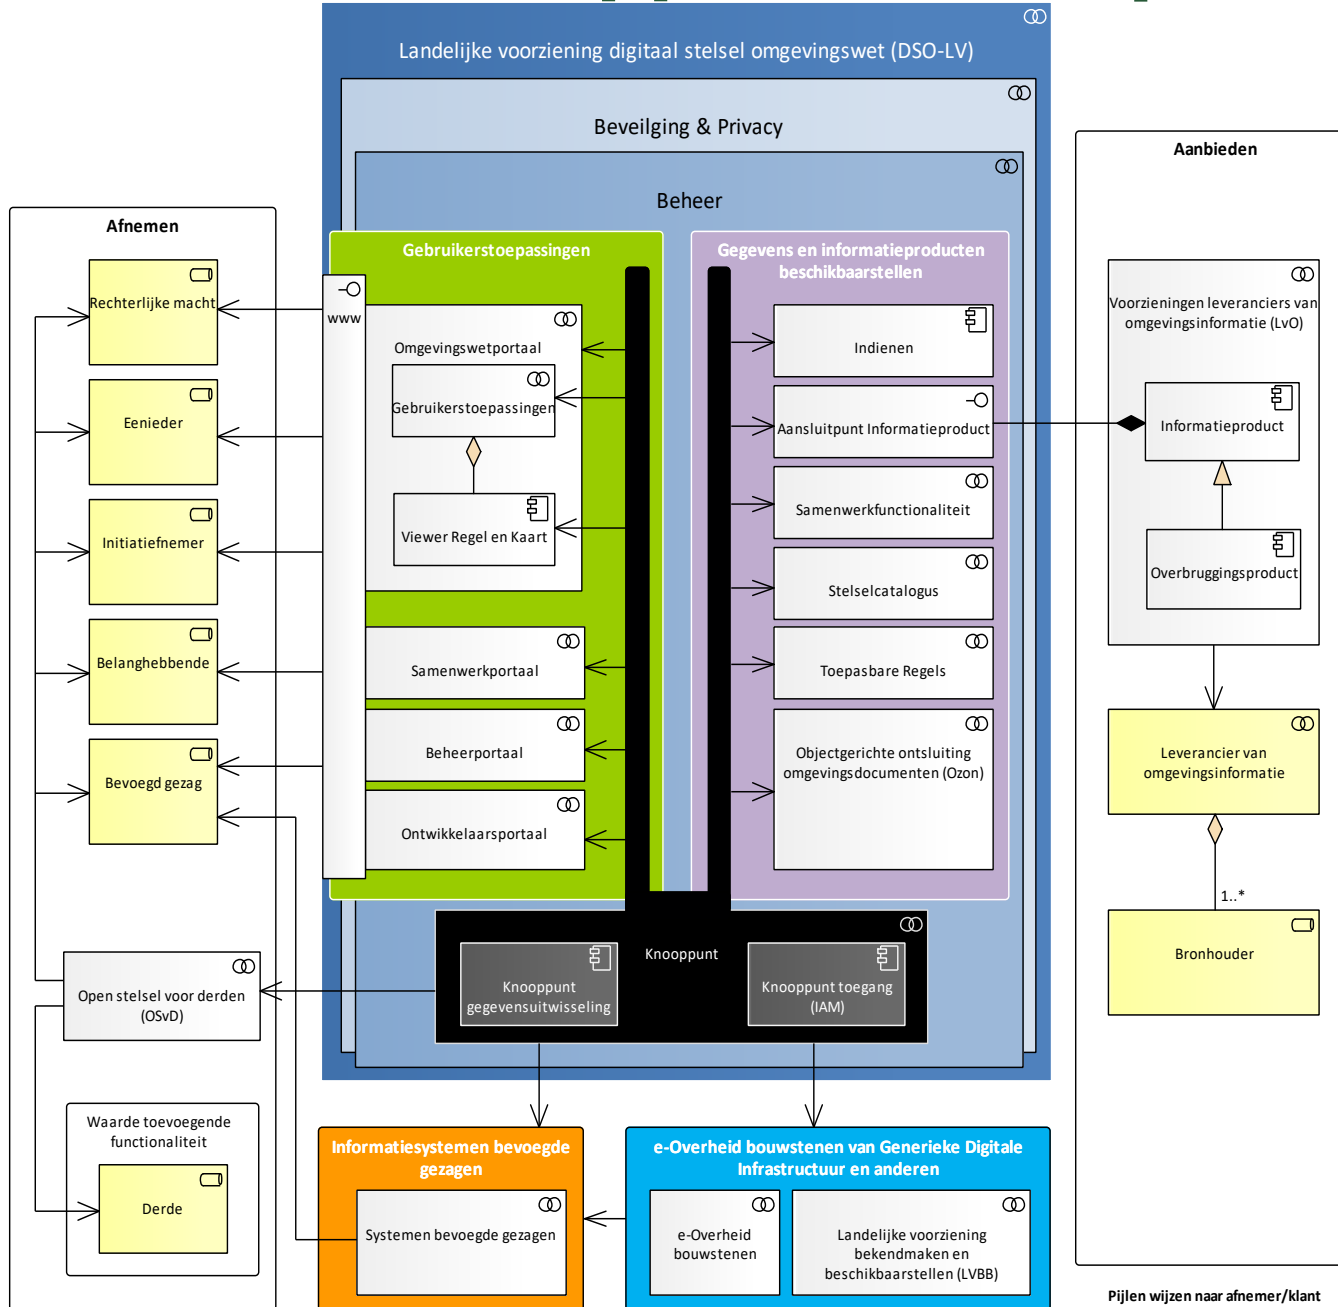 Landelijke voorziening digitaal stelsel omgevingswet (DSO-LV)
Beveilging & Privacy
Beheer
Afnemen
Rechterlijke macht
Eenieder
Initiatiefnemer
Belanghebbende
Bevoegd gezag
Open stelsel voor derden
(OSvD)
Waarde toevoegende
functionaliteit
Derde
www
Gebruikerstoepassingen
Omgevingswetportaal
Gebruikerstoepassingen
Viewer Regel en Kaart
Samenwerkportaal
Beheerportaal
Ontwikkelaarsportaal
Gegevens en informatieproducten
beschikbaarstellen
Indienen
Aansluitpunt Informatieproduct
Samenwerkfunctionaliteit
Stelselcatalogus
Toepasbare Regels
Objectgerichte ontsluiting
omgevingsdocumenten (Ozon)
Knooppunt
Knooppunt
gegevensuitwisseling
Knooppunt toegang
(IAM)
Informatiesystemen bevoegde
gezagen
Systemen bevoegde gezagen
e-Overheid bouwstenen van Generieke Digitale
Infrastructuur en anderen
e-Overheid
bouwstenen
Landelijke voorziening
bekendmaken en
beschikbaarstellen (LVBB)
Aanbieden
Voorzieningen leveranciers van
omgevingsinformatie (LvO)
Informatieproduct
Overbruggingsproduct
Leverancier van
omgevingsinformatie
1..*
Bronhouder
Pijlen wijzen naar afnemer/klant